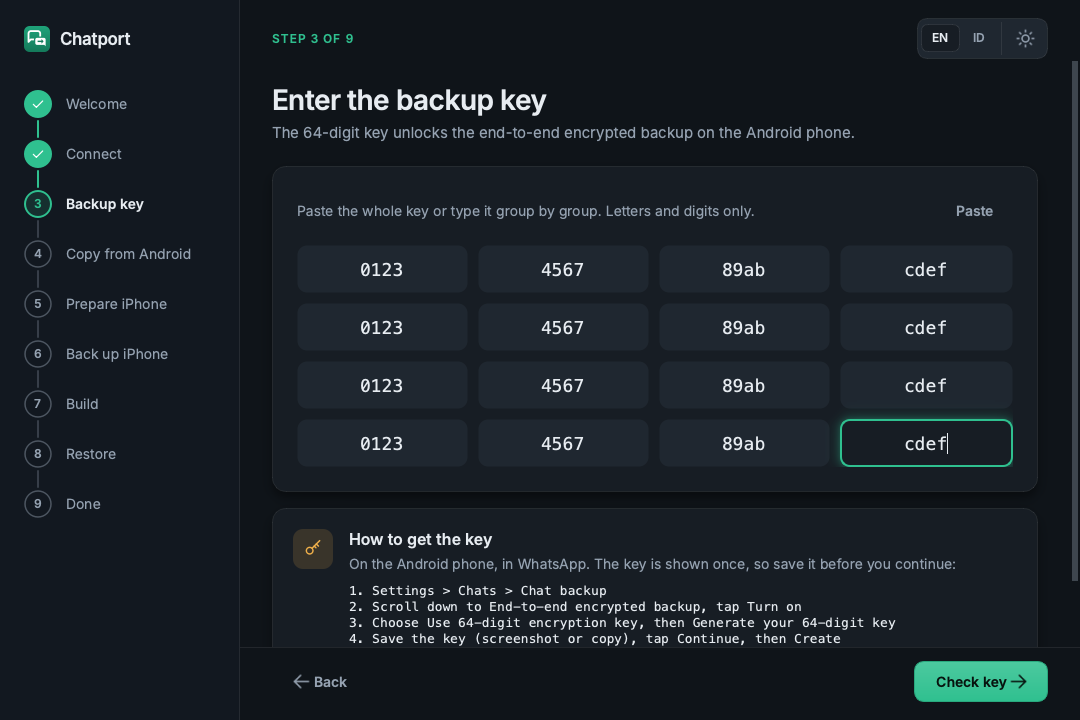 Chatport
Welcome
Connect
3 Backup key
4 Copy from Android
5 Prepare iPhone
6 Back up iPhone
7 Build
8 Restore
9 Done
STEP 3 OF 9
EN ID
Enter the backup key
The 64-digit key unlocks the end-to-end encrypted backup on the Android phone.
Paste the whole key or type it group by group. Letters and digits only. Paste
0123 4567 89ab cdef
0123 4567 89ab cdef
0123 4567 89ab cdef
0123 4567 89ab cdef
How to get the key
On the Android phone, in WhatsApp. The key is shown once, so save it before you continue:
1. Settings > Chats > Chat backup
2. Scroll down to End-to-end encrypted backup, tap Turn on
3. Choose Use 64-digit encryption key, then Generate your 64-digit key
4. Save the key (screenshot or copy), tap Continue, then Create
Back
Check key